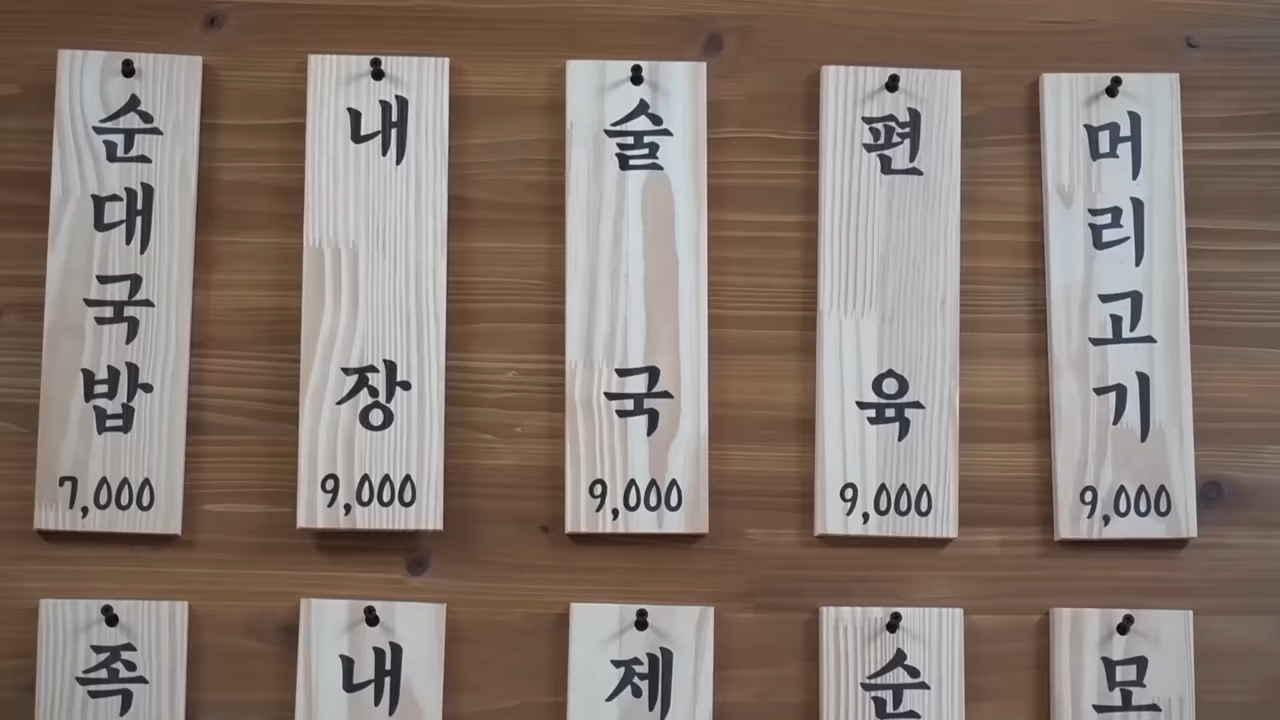 순대국밥
7,000
내장
9,000
술국
9,000
편육
9,000
머리고기
9,000
족
내
제
순
모